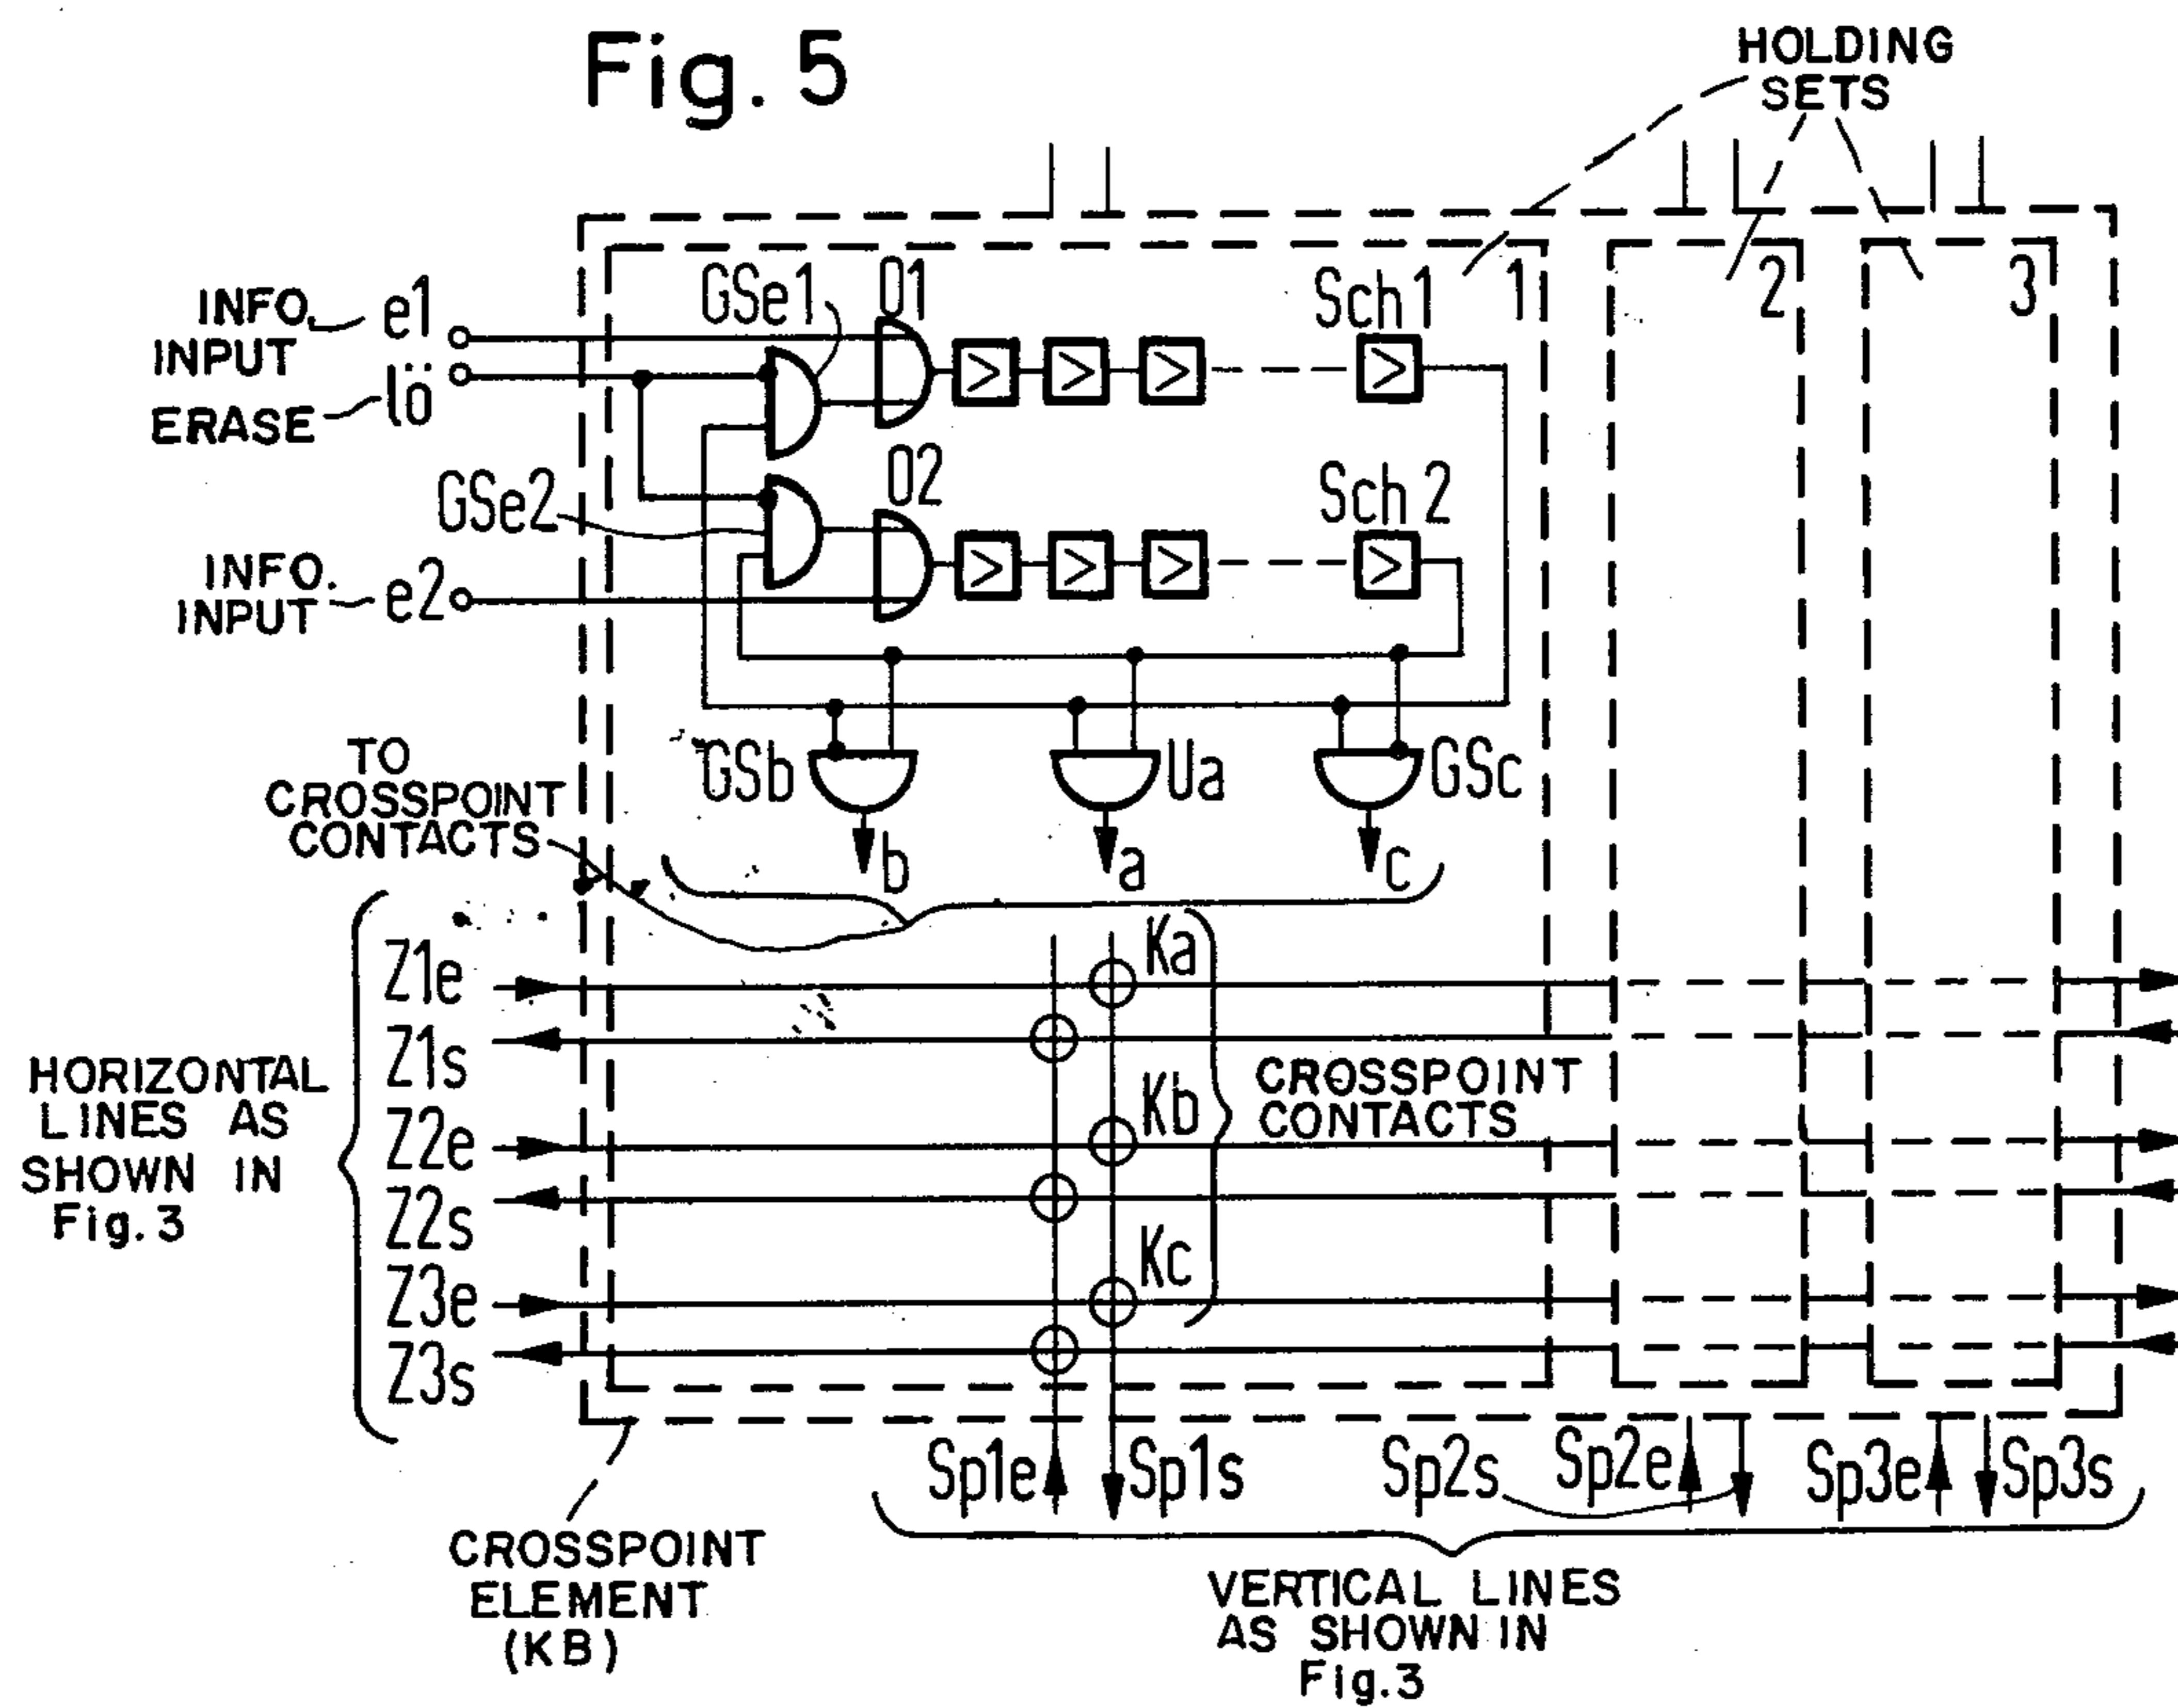 Fig. 5
HOLDING
SETS
INFO.
INPUT
e1
lö
ERASE
GSe1
O1
Sch1
1
2
3
GSe2
O2
Sch 2
INFO.
INPUT
e2
GSb
Ua
GSc
TO
CROSSPOINT
CONTACTS
b
a
c
Z1e
Z1s
Z2e
Z2s
Z3e
Z3s
HORIZONTAL
LINES AS
SHOWN IN
Fig. 3
Ka
Kb
Kc
CROSSPOINT
CONTACTS
Sp1e
Sp1s
Sp2s
Sp2e
Sp3e
Sp3s
CROSSPOINT
ELEMENT
(KB)
VERTICAL LINES
AS SHOWN IN
Fig. 3